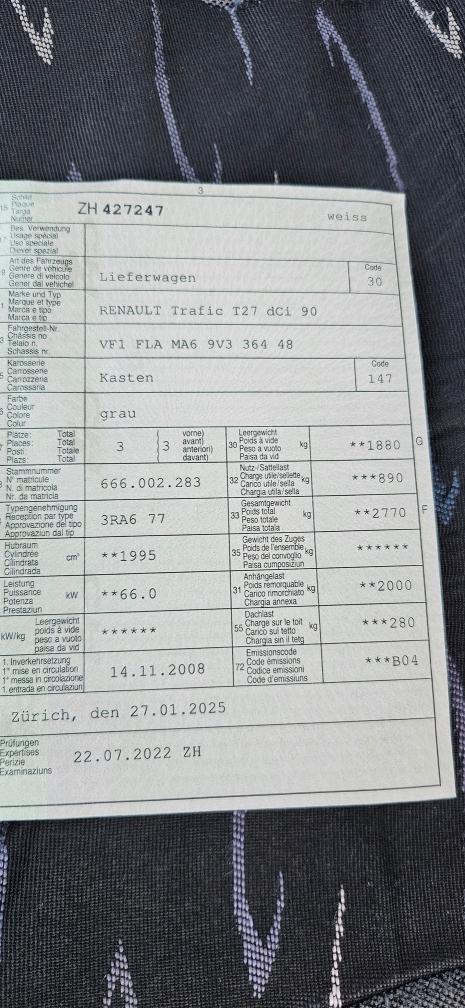 3
Schild
15 Plaque
Targa
Numer
ZH 427247
weiss
Bes. Verwendung
Usage spécial
Uso speciale
Diever spezial
Art des Fahrzeugs
Genre de véhicule
Genere di veicolo
Gener dal vehichel
Lieferwagen
Code
30
Marke und Typ
Marque et type
Marca e tipo
Marca e tip
RENAULT Trafic T27 dCi 90
Fahrgestell-Nr.
Châssis no
Telaio n.
Schassis nr.
VF1 FLA MA6 9V3 364 48
Karosserie
Carrosserie
Carrozzeria
Carossaria
Kasten
Code
147
Farbe
Couleur
Colore
Colur
grau
Plätze: Total
Places: Total
Posti: Totale
Plazs: Total
3
3
vorne)
avant)
anteriori)
davant)
Leergewicht
30 Poids à vide kg
Peso a vuoto
Paisa da vid
**1880
G
Stammnummer
N° matricule
N. di matricola
Nr. da matricla
666.002.283
Nutz-/Sattellast
32 Charge utile/sellette kg
Carico utile/sella
Chargia utila/sella
***890
Typengenehmigung
Réception par type
Approvazione del tipo
Approvaziun dal tip
3RA6 77
Gesamtgewicht
33 Poids total kg
Peso totale
Paisa totala
**2770
F
Hubraum
Cylindrée cm³
Cilindrata
Cilindrada
**1995
Gewicht des Zuges
35 Poids de l'ensemble kg
Peso del convoglio
Paisa cumposiziun
******
Leistung
Puissance kW
Potenza
Prestaziun
**66.0
Anhängelast
31 Poids remorquable kg
Carico rimorchiato
Chargia annexa
**2000
Leergewicht
kW/kg poids à vide
peso a vuoto
paisa da vid
******
Dachlast
55 Charge sur le toit kg
Carico sul tetto
Chargia sin il tetg
***280
1. Inverkehrsetzung
1re mise en circulation
1a messa in circolazione
1. entrada en circulaziun
14.11.2008
Emissionscode
72 Code émissions
Codice emissioni
Code d'emissiuns
***B04
Zürich, den 27.01.2025
Prüfungen
Expertises
Perizie
Examinaziuns
22.07.2022 ZH